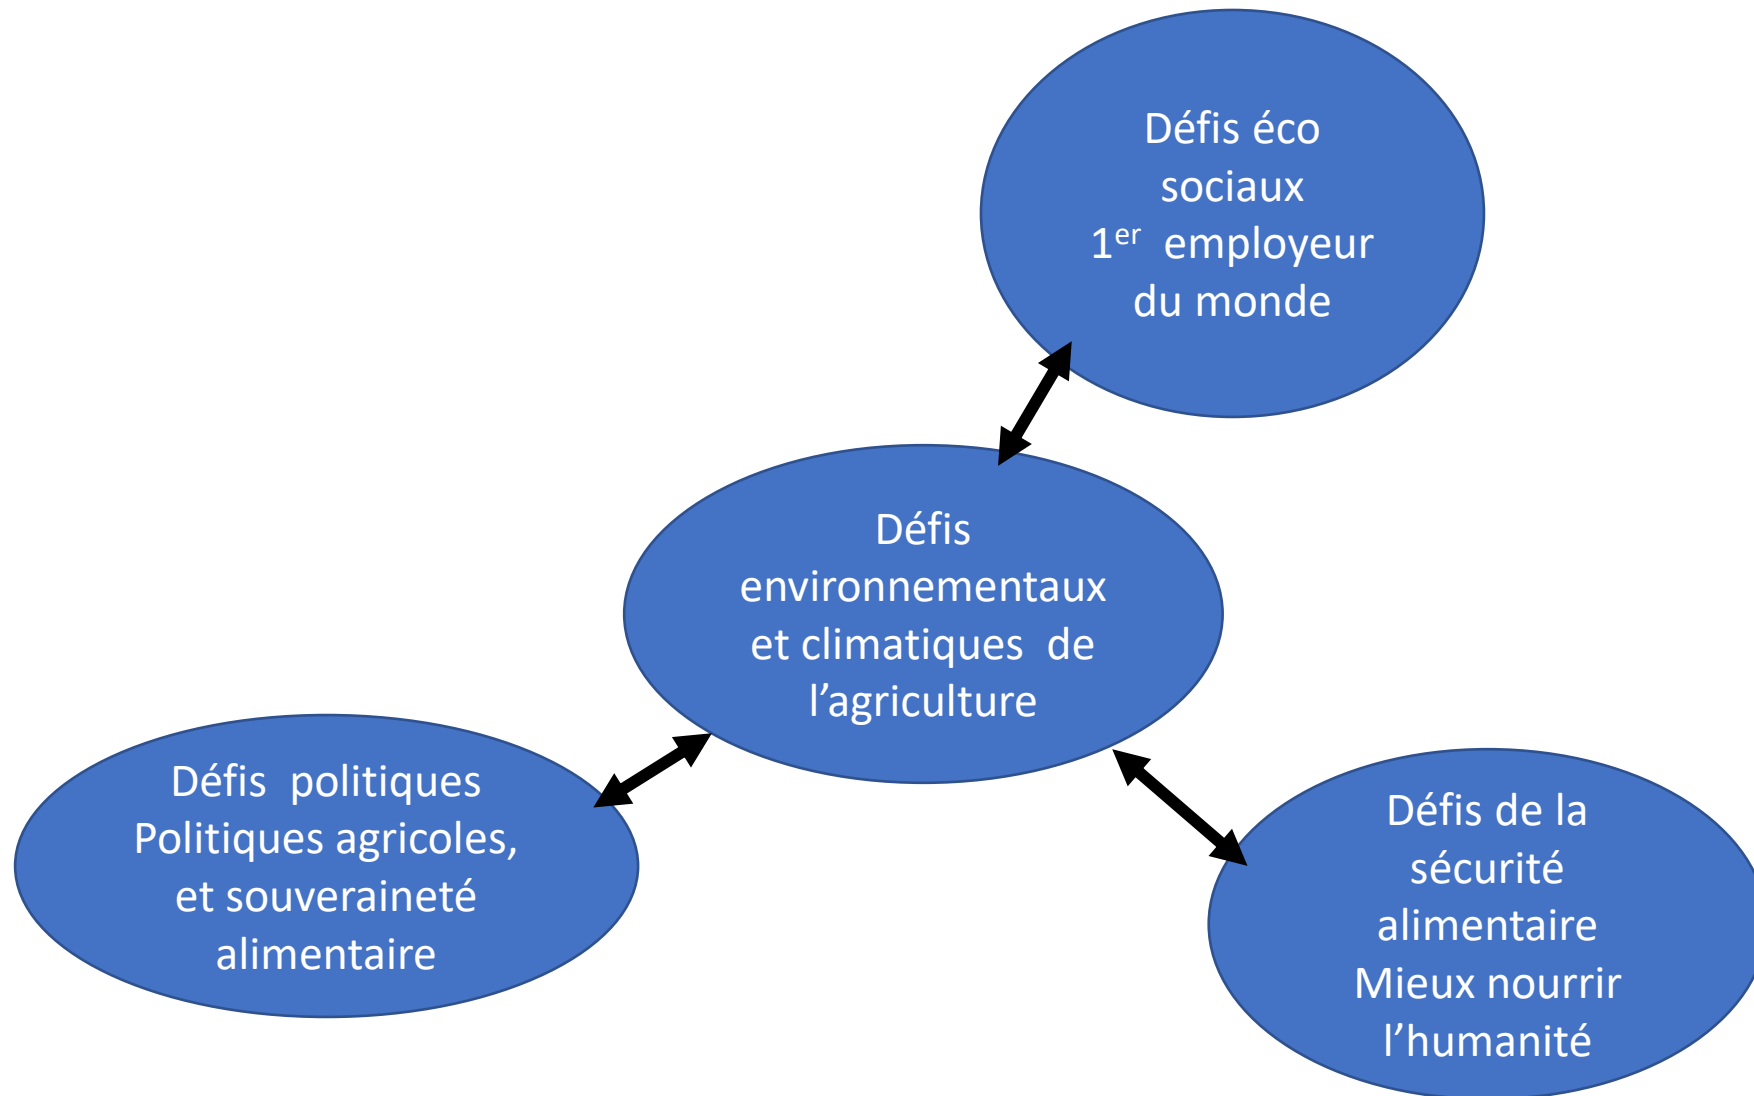 Défis éco
sociaux
1er employeur
du monde
Défis
environnementaux
et climatiques de
l’agriculture
Défis politiques
Politiques agricoles,
et souveraineté
alimentaire
Défis de la
sécurité
alimentaire
Mieux nourrir
l’humanité